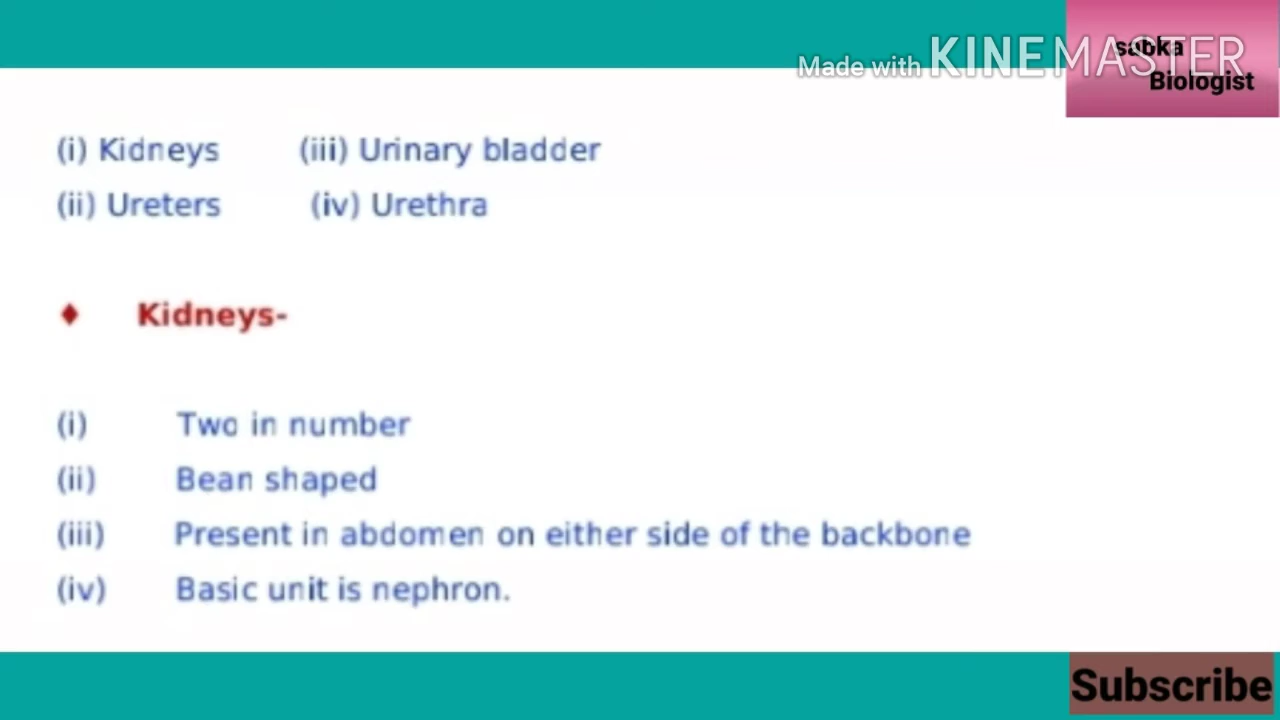 sabka
Made with KINEMASTER
Biologist
(i) Kidneys (iii) Urinary bladder
(ii) Ureters (iv) Urethra
♦ Kidneys-
(i) Two in number
(ii) Bean shaped
(iii) Present in abdomen on either side of the backbone
(iv) Basic unit is nephron.
Subscribe